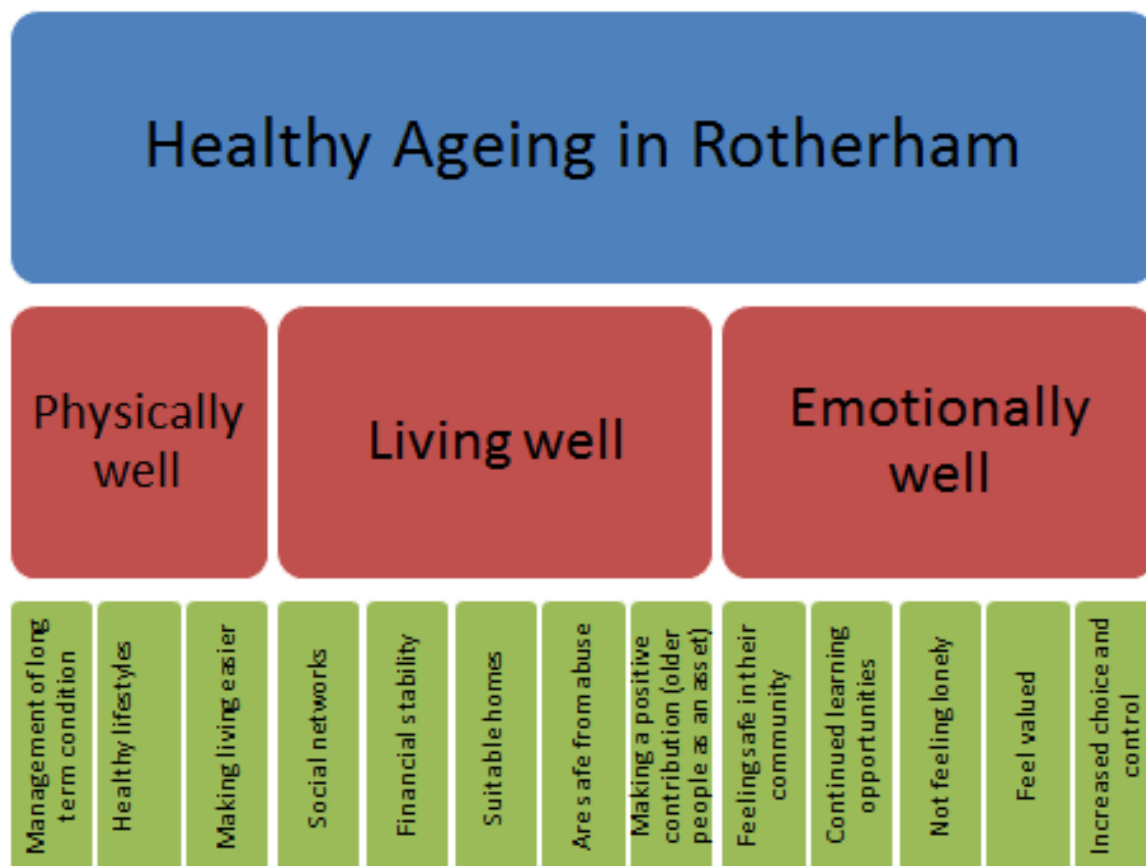 Healthy Ageing in Rotherham
Physically
well
Living well
Emotionally
well
Management of long
term condition
Healthy lifestyles
Making living easier
Social networks
Financial stability
Suitable homes
Are safe from abuse
Making a positive
contribution (older
people as an asset)
Feeling safe in their
community
Continued learning
opportunities
Not feeling lonely
Feel valued
Increased choice and
control